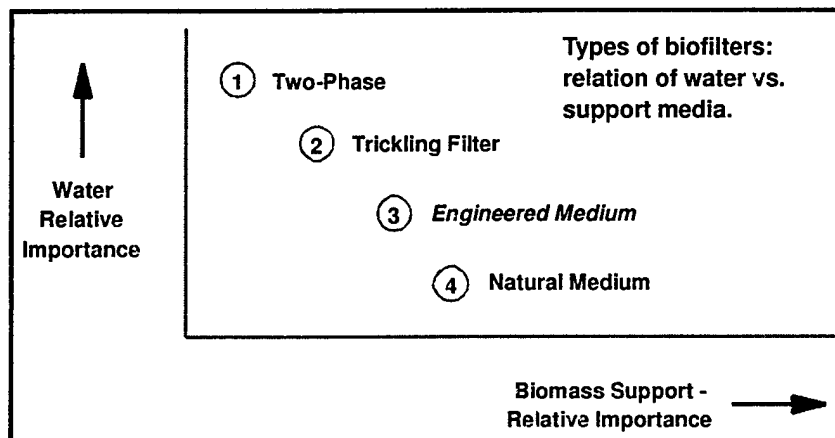 Types of biofilters:
relation of water vs.
support media.
1 Two-Phase
2 Trickling Filter
3 Engineered Medium
4 Natural Medium
Water
Relative
Importance
Biomass Support -
Relative Importance